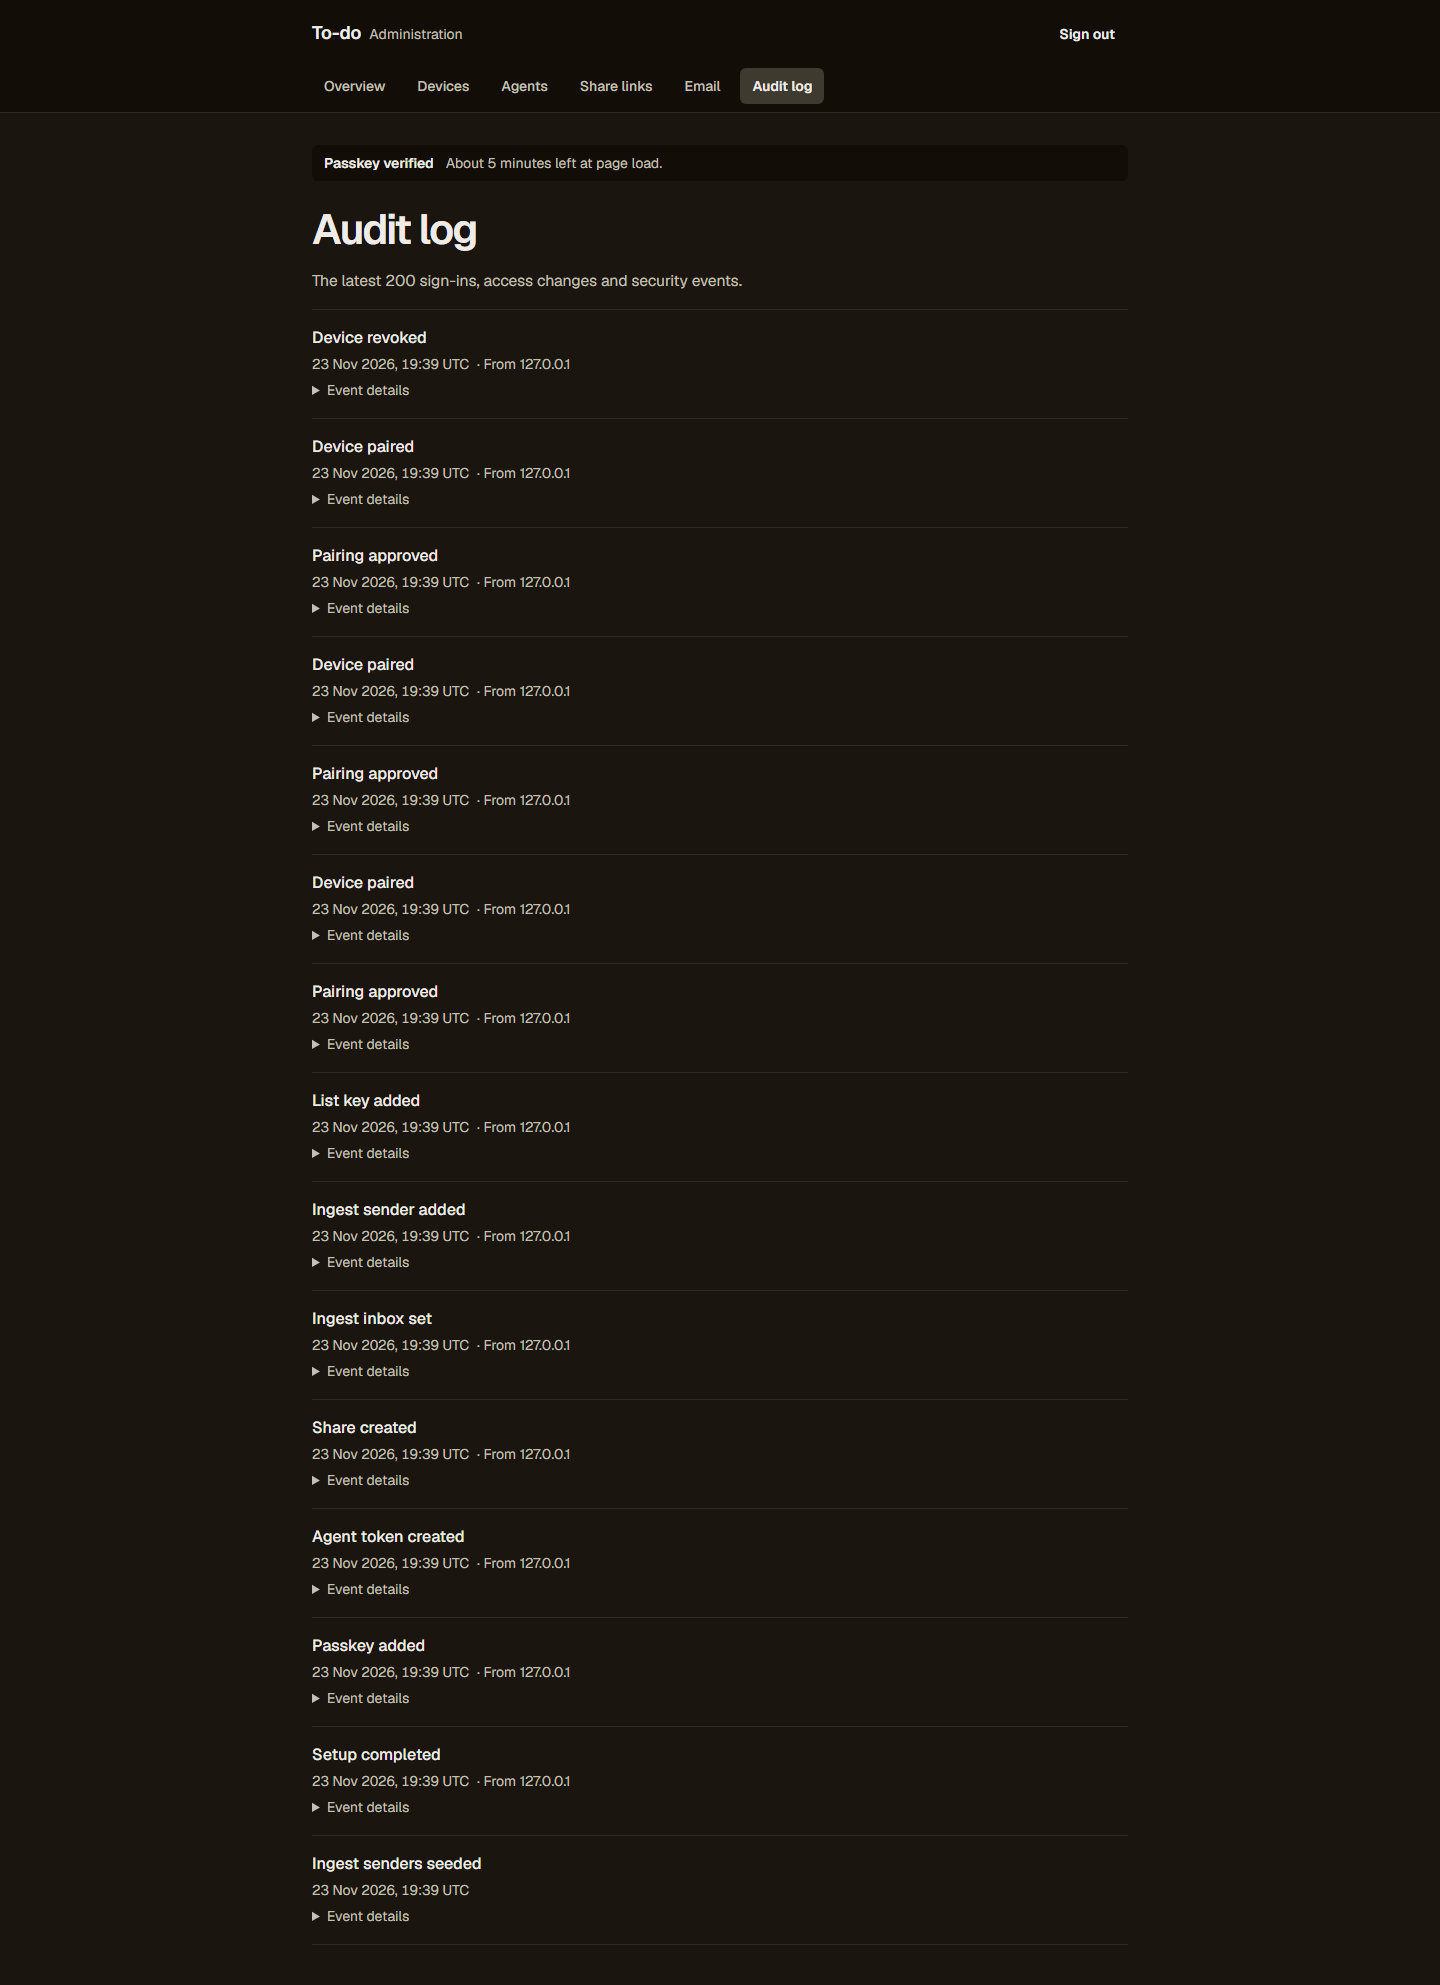 To-do Administration
Sign out
Overview Devices Agents Share links Email Audit log
Passkey verified About 5 minutes left at page load.
Audit log
The latest 200 sign-ins, access changes and security events.
Device revoked
23 Nov 2026, 19:39 UTC · From 127.0.0.1
Event details
Device paired
23 Nov 2026, 19:39 UTC · From 127.0.0.1
Event details
Pairing approved
23 Nov 2026, 19:39 UTC · From 127.0.0.1
Event details
Device paired
23 Nov 2026, 19:39 UTC · From 127.0.0.1
Event details
Pairing approved
23 Nov 2026, 19:39 UTC · From 127.0.0.1
Event details
Device paired
23 Nov 2026, 19:39 UTC · From 127.0.0.1
Event details
Pairing approved
23 Nov 2026, 19:39 UTC · From 127.0.0.1
Event details
List key added
23 Nov 2026, 19:39 UTC · From 127.0.0.1
Event details
Ingest sender added
23 Nov 2026, 19:39 UTC · From 127.0.0.1
Event details
Ingest inbox set
23 Nov 2026, 19:39 UTC · From 127.0.0.1
Event details
Share created
23 Nov 2026, 19:39 UTC · From 127.0.0.1
Event details
Agent token created
23 Nov 2026, 19:39 UTC · From 127.0.0.1
Event details
Passkey added
23 Nov 2026, 19:39 UTC · From 127.0.0.1
Event details
Setup completed
23 Nov 2026, 19:39 UTC · From 127.0.0.1
Event details
Ingest senders seeded
23 Nov 2026, 19:39 UTC
Event details